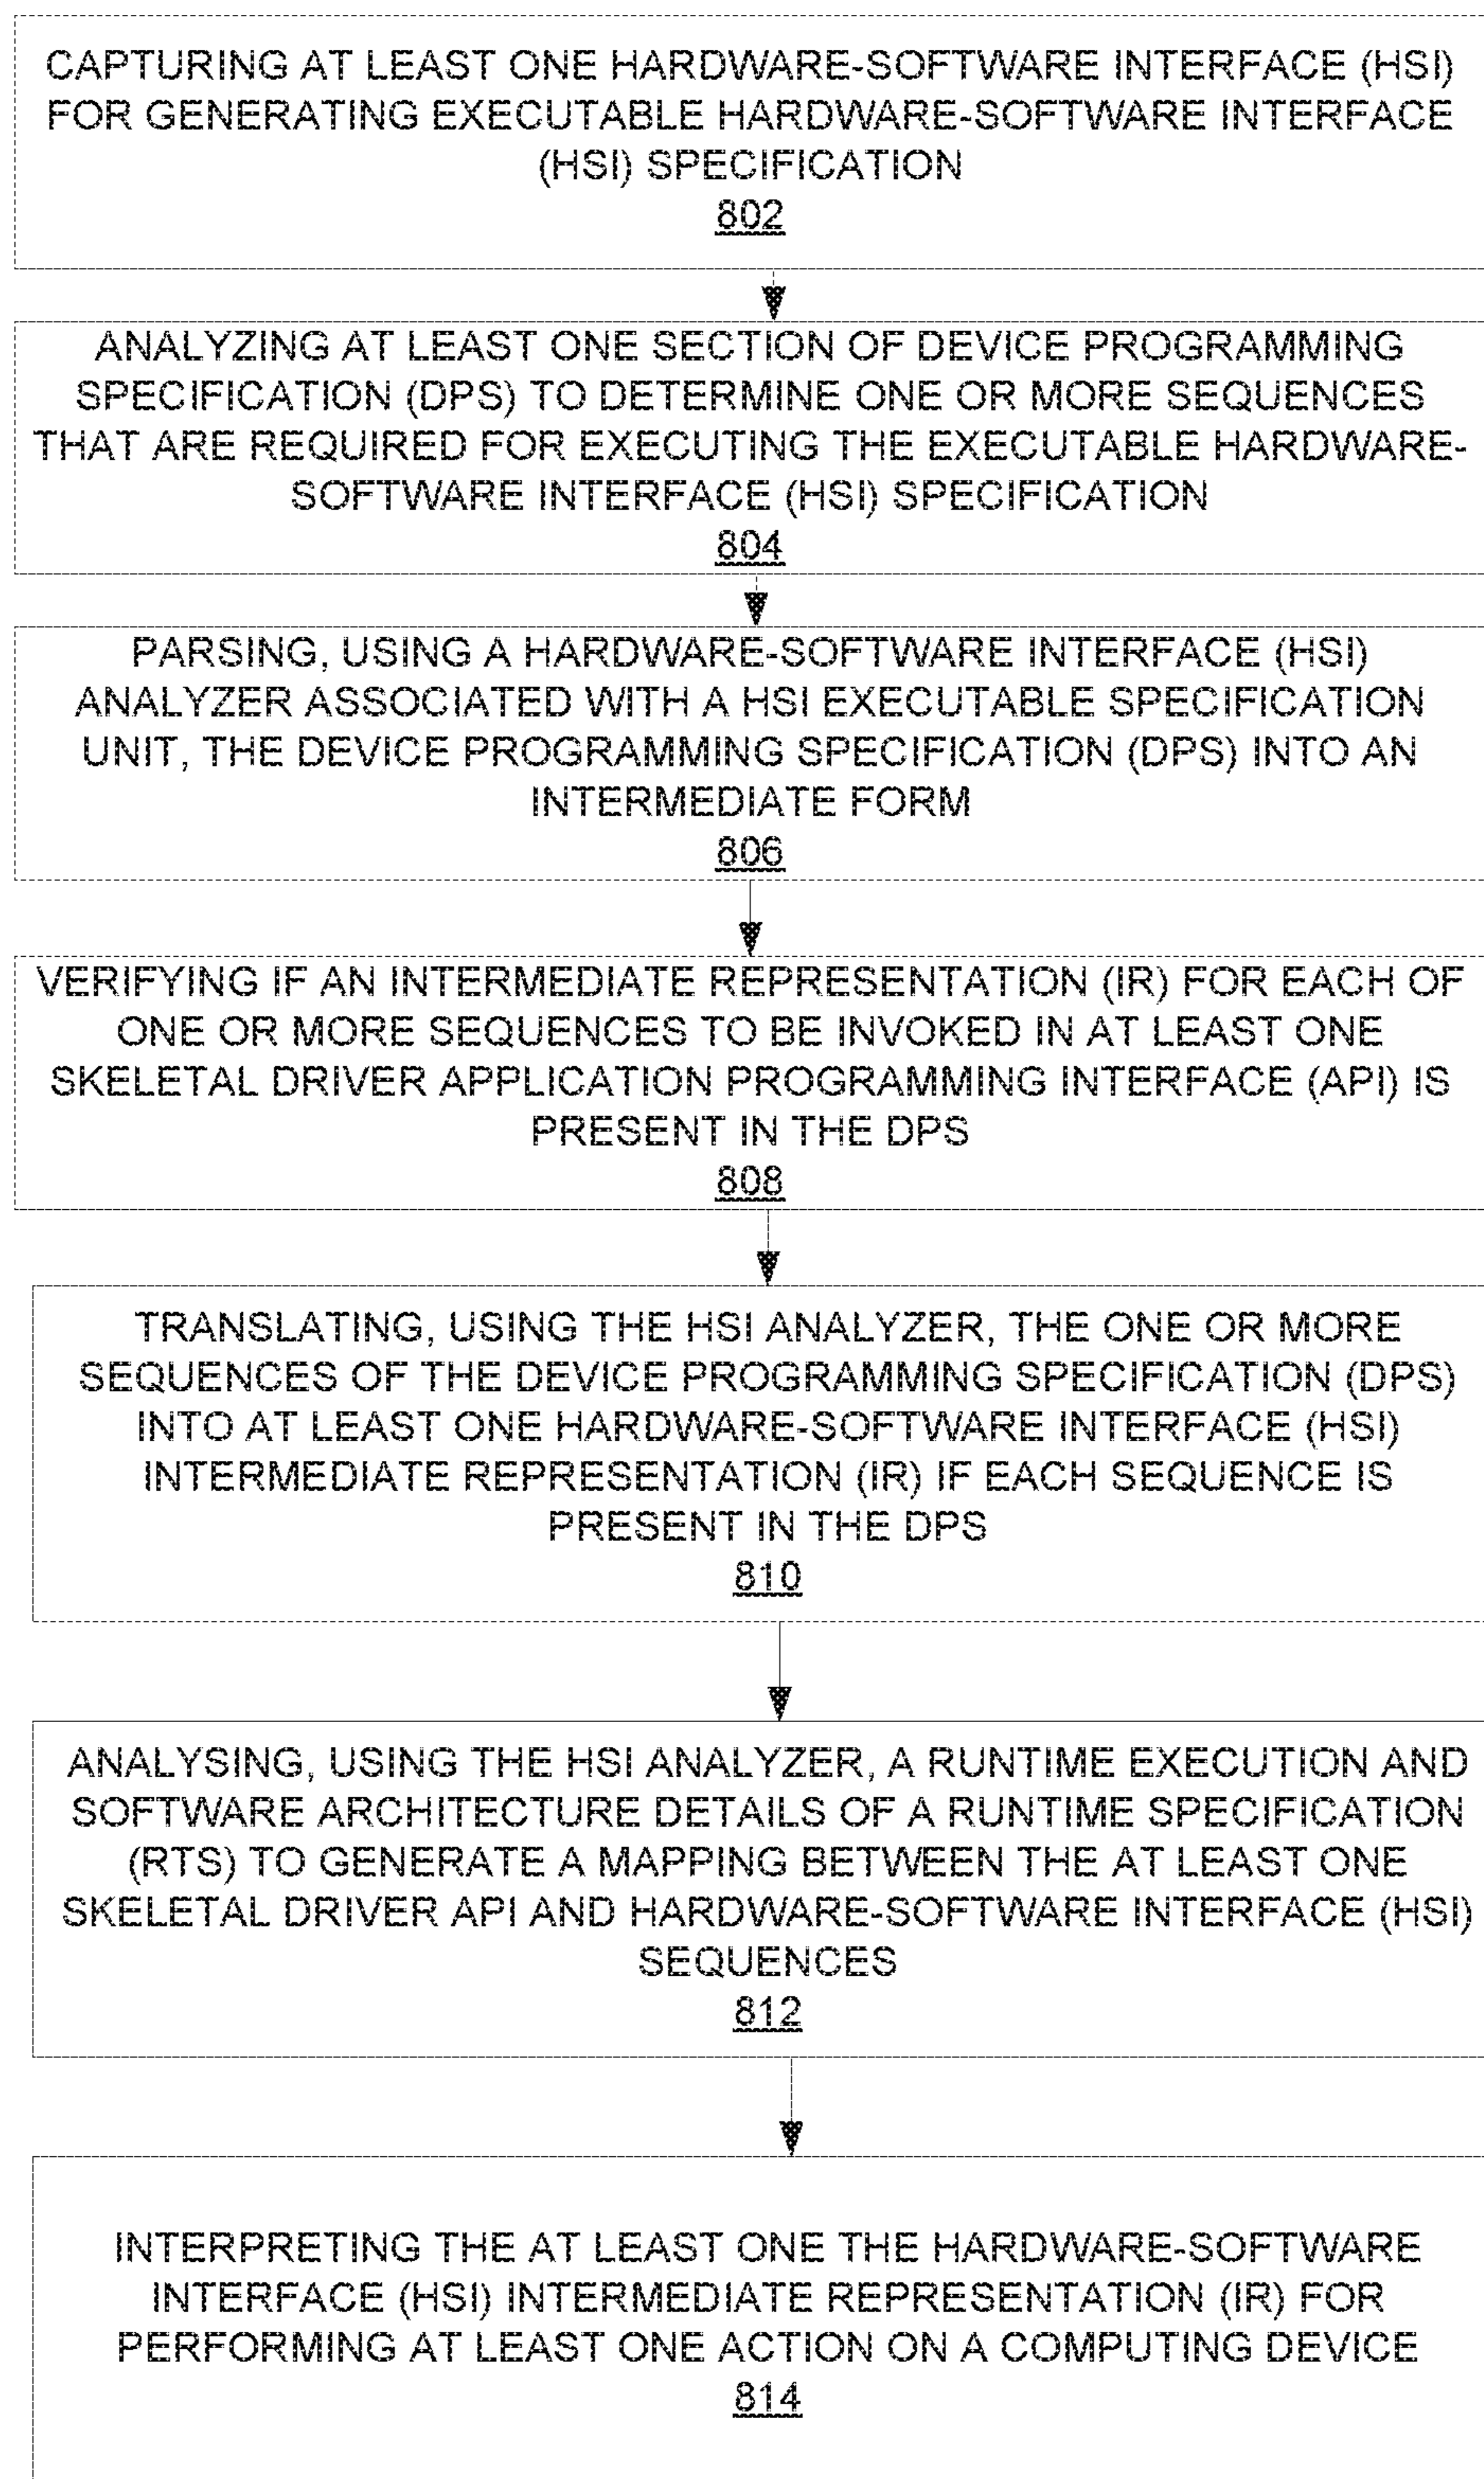 CAPTURING AT LEAST ONE HARDWARE-SOFTWARE INTERFACE (HSI)
FOR GENERATING EXECUTABLE HARDWARE-SOFTWARE INTERFACE
(HSI) SPECIFICATION
802
ANALYZING AT LEAST ONE SECTION OF DEVICE PROGRAMMING
SPECIFICATION (DPS) TO DETERMINE ONE OR MORE SEQUENCES
THAT ARE REQUIRED FOR EXECUTING THE EXECUTABLE HARDWARE-
SOFTWARE INTERFACE (HSI) SPECIFICATION
804
PARSING, USING A HARDWARE-SOFTWARE INTERFACE (HSI)
ANALYZER ASSOCIATED WITH A HSI EXECUTABLE SPECIFICATION
UNIT, THE DEVICE PROGRAMMING SPECIFICATION (DPS) INTO AN
INTERMEDIATE FORM
806
VERIFYING IF AN INTERMEDIATE REPRESENTATION (IR) FOR EACH OF
ONE OR MORE SEQUENCES TO BE INVOKED IN AT LEAST ONE
SKELETAL DRIVER APPLICATION PROGRAMMING INTERFACE (API) IS
PRESENT IN THE DPS
808
TRANSLATING, USING THE HSI ANALYZER, THE ONE OR MORE
SEQUENCES OF THE DEVICE PROGRAMMING SPECIFICATION (DPS)
INTO AT LEAST ONE HARDWARE-SOFTWARE INTERFACE (HSI)
INTERMEDIATE REPRESENTATION (IR) IF EACH SEQUENCE IS
PRESENT IN THE DPS
810
ANALYSING, USING THE HSI ANALYZER, A RUNTIME EXECUTION AND
SOFTWARE ARCHITECTURE DETAILS OF A RUNTIME SPECIFICATION
(RTS) TO GENERATE A MAPPING BETWEEN THE AT LEAST ONE
SKELETAL DRIVER API AND HARDWARE-SOFTWARE INTERFACE (HSI)
SEQUENCES
812
INTERPRETING THE AT LEAST ONE THE HARDWARE-SOFTWARE
INTERFACE (HSI) INTERMEDIATE REPRESENTATION (IR) FOR
PERFORMING AT LEAST ONE ACTION ON A COMPUTING DEVICE
814